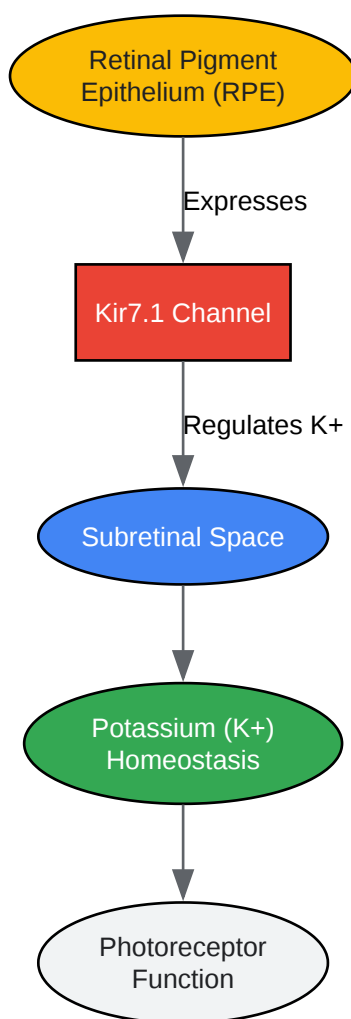 Retinal Pigment
Epithelium (RPE)
Expresses
Kir7.1 Channel
Regulates K+
Subretinal Space
Potassium (K+)
Homeostasis
Photoreceptor
Function